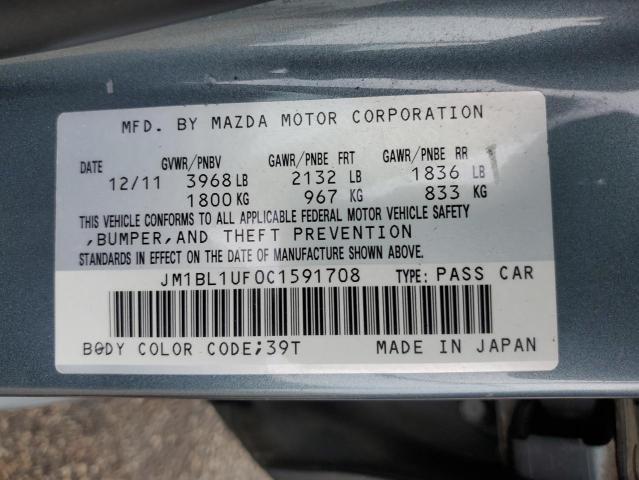 MFD. BY MAZDA MOTOR CORPORATION
DATE GVWR/PNBV GAWR/PNBE FRT GAWR/PNBE RR
12/11 3968 LB 2132 LB 1836 LB
1800 KG 967 KG 833 KG
THIS VEHICLE CONFORMS TO ALL APPLICABLE FEDERAL MOTOR VEHICLE SAFETY
,BUMPER,AND THEFT PREVENTION
STANDARDS IN EFFECT ON THE DATE OF MANUFACTURE SHOWN ABOVE.
JM1BL1UF0C1591708 TYPE: PASS CAR
BODY COLOR CODE;39T MADE IN JAPAN